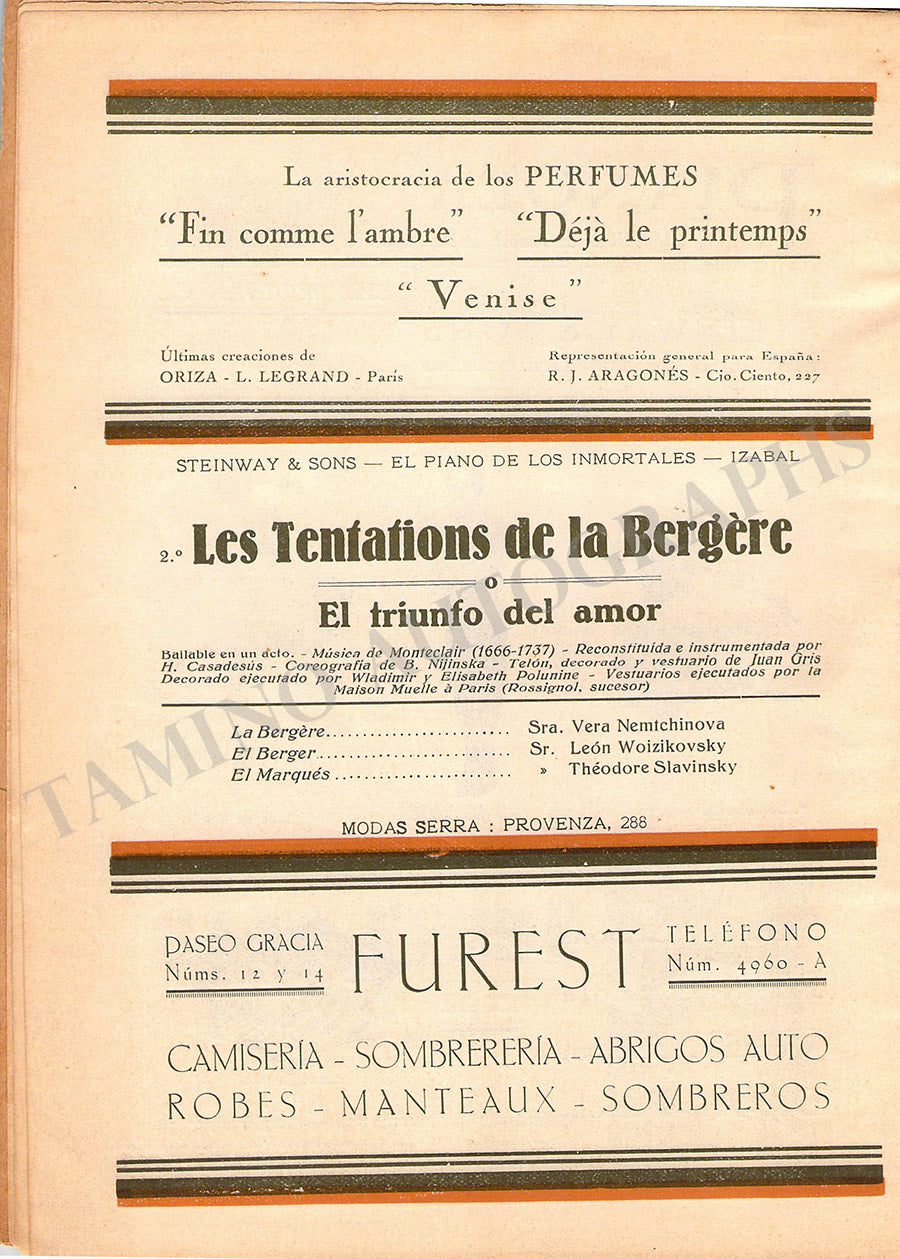 La aristocracia de los PERFUMES
“Fin comme l'ambre” “Déjà le printemps”
“ Venise ”
Últimas creaciones de
ORIZA - L. LEGRAND - París
Representación general para España :
R. J. ARAGONÉS - Cjo. Ciento, 227
STEINWAY & SONS — EL PIANO DE LOS INMORTALES — IZABAL
2.º Les Tentations de la Bergère
o
El triunfo del amor
Bailable en un acto. - Música de Monteclair (1666-1737) - Reconstituída e instrumentada por
H. Casadesús - Coreografía de B. Nijinska - Telón, decorado y vestuario de Juan Gris
Decorado ejecutado por Wladimir y Elisabeth Polunine - Vestuarios ejecutados por la
Maison Muelle à Paris (Rossignol, sucesor)
La Bergère.......................... Sra. Vera Nemtchinova
El Berger........................... Sr. León Woizikovsky
El Marqués ........................ » Théodore Slavinsky
MODAS SERRA : PROVENZA, 288
PASEO GRACIA
Núms. 12 y 14
FUREST
TELÉFONO
Núm. 4960 - A
CAMISERÍA - SOMBRERERÍA - ABRIGOS AUTO
ROBES - MANTEAUX - SOMBREROS
TAMINO AUTOGRAPHS